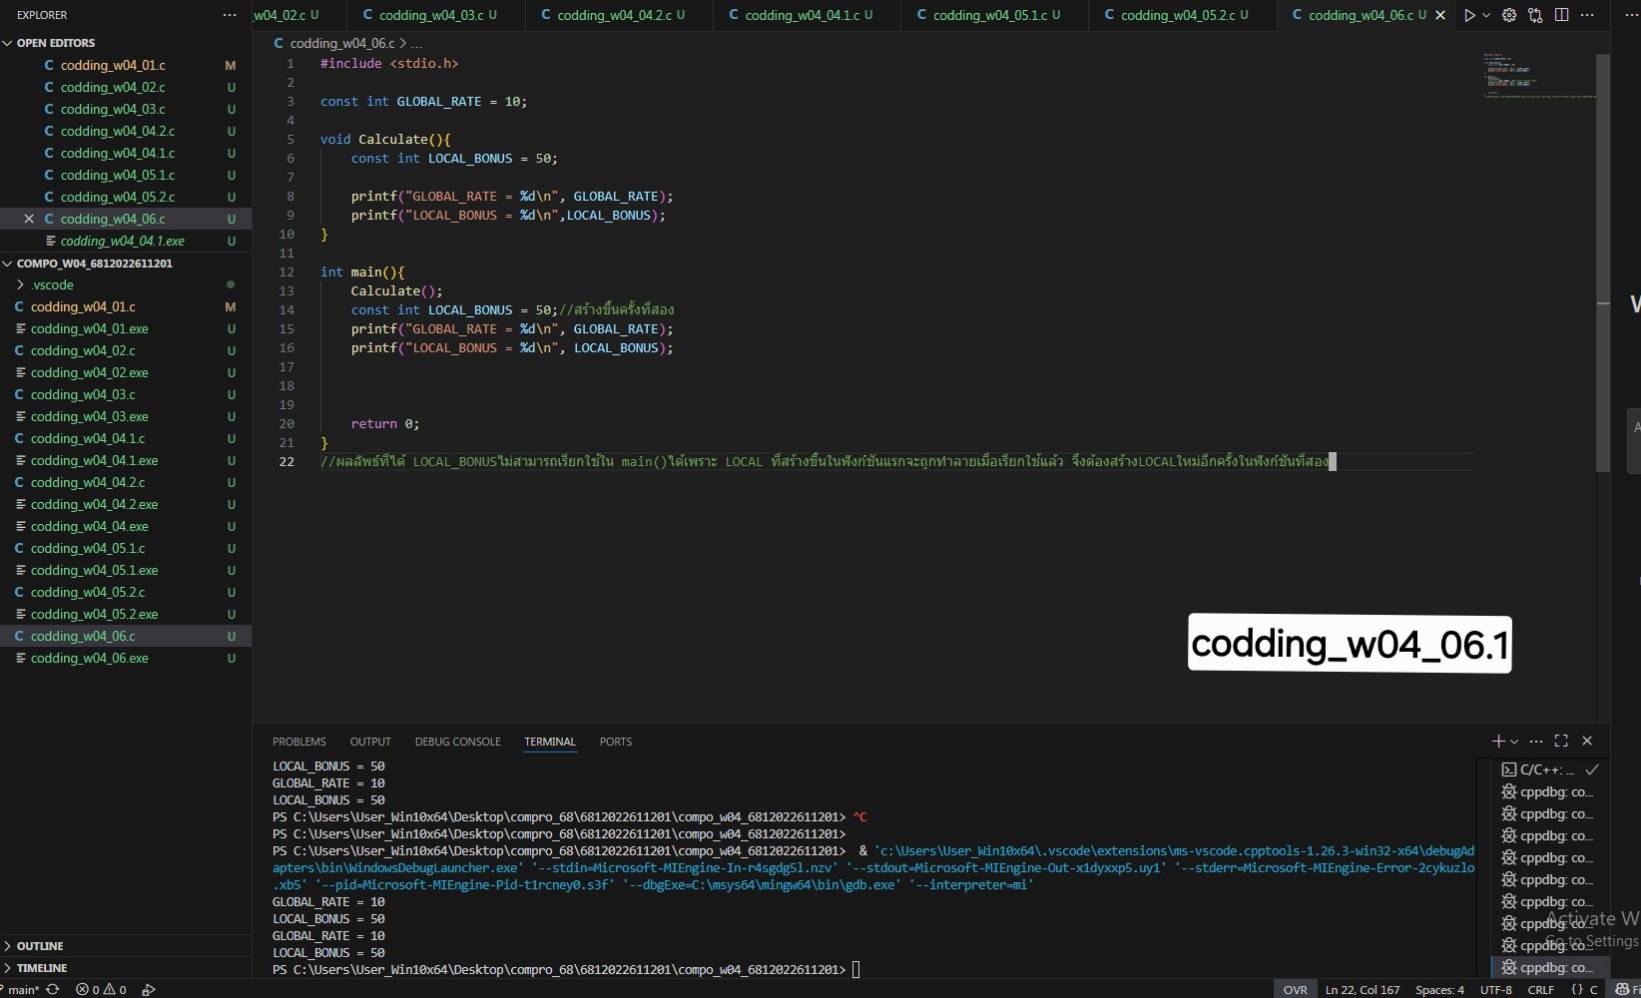 EXPLORER
OPEN EDITORS
C codding_w04_01.c M
C codding_w04_02.c U
C codding_w04_03.c U
C codding_w04_04.2.c U
C codding_w04_04.1.c U
C codding_w04_05.1.c U
C codding_w04_05.2.c U
C codding_w04_06.c U
codding_w04_04.1.exe U
COMPO_W04_6812022611201
.vscode
C codding_w04_01.c M
codding_w04_01.exe U
C codding_w04_02.c U
codding_w04_02.exe U
C codding_w04_03.c U
codding_w04_03.exe U
C codding_w04_04.1.c U
codding_w04_04.1.exe U
C codding_w04_04.2.c U
codding_w04_04.2.exe U
codding_w04_04.exe U
C codding_w04_05.1.c U
codding_w04_05.1.exe U
C codding_w04_05.2.c U
codding_w04_05.2.exe U
C codding_w04_06.c U
codding_w04_06.exe U
OUTLINE
TIMELINE
w04_02.c U C codding_w04_03.c U C codding_w04_04.2.c U C codding_w04_04.1.c U C codding_w04_05.1.c U C codding_w04_05.2.c U C codding_w04_06.c U
C codding_w04_06.c > ...
1 #include <stdio.h>
2
3 const int GLOBAL_RATE = 10;
4
5 void Calculate(){
6 const int LOCAL_BONUS = 50;
7
8 printf("GLOBAL_RATE = %d\n", GLOBAL_RATE);
9 printf("LOCAL_BONUS = %d\n",LOCAL_BONUS);
10 }
11
12 int main(){
13 Calculate();
14 const int LOCAL_BONUS = 50;//สร้างขึ้นครั้งที่สอง
15 printf("GLOBAL_RATE = %d\n", GLOBAL_RATE);
16 printf("LOCAL_BONUS = %d\n", LOCAL_BONUS);
17
18
19
20 return 0;
21 }
22 //ผลลัพธ์ที่ได้ LOCAL_BONUSไม่สามารถเรียกใช้ใน main()ได้เพราะ LOCAL ที่สร้างขึ้นในฟังก์ชันแรกจะถูกทำลายเมื่อเรียกใช้แล้ว จึงต้องสร้างLOCALใหม่อีกครั้งในฟังก์ชันที่สอง
codding_w04_06.1
PROBLEMS OUTPUT DEBUG CONSOLE TERMINAL PORTS
LOCAL_BONUS = 50
GLOBAL_RATE = 10
LOCAL_BONUS = 50
PS C:\Users\User_Win10x64\Desktop\compro_68\6812022611201\compo_w04_6812022611201> ^C
PS C:\Users\User_Win10x64\Desktop\compro_68\6812022611201\compo_w04_6812022611201>
PS C:\Users\User_Win10x64\Desktop\compro_68\6812022611201\compo_w04_6812022611201> & 'c:\Users\User_Win10x64\.vscode\extensions\ms-vscode.cpptools-1.26.3-win32-x64\debugAd
apters\bin\WindowsDebugLauncher.exe' '--stdin=Microsoft-MIEngine-In-r4sgdg5l.nzv' '--stdout=Microsoft-MIEngine-Out-x1dyxxp5.uy1' '--stderr=Microsoft-MIEngine-Error-2cykuzlo
.xb5' '--pid=Microsoft-MIEngine-Pid-t1rcney0.s3f' '--dbgExe=C:\msys64\mingw64\bin\gdb.exe' '--interpreter=mi'
GLOBAL_RATE = 10
LOCAL_BONUS = 50
GLOBAL_RATE = 10
LOCAL_BONUS = 50
PS C:\Users\User_Win10x64\Desktop\compro_68\6812022611201\compo_w04_6812022611201>
C/C++: ...
cppdbg: co...
cppdbg: co...
cppdbg: co...
cppdbg: co...
cppdbg: co...
cppdbg: co...
cppdbg: co...
cppdbg: co...
cppdbg: co...
Activate W
Go to Settings
main* 0 0 OVR Ln 22, Col 167 Spaces: 4 UTF-8 CRLF {} C